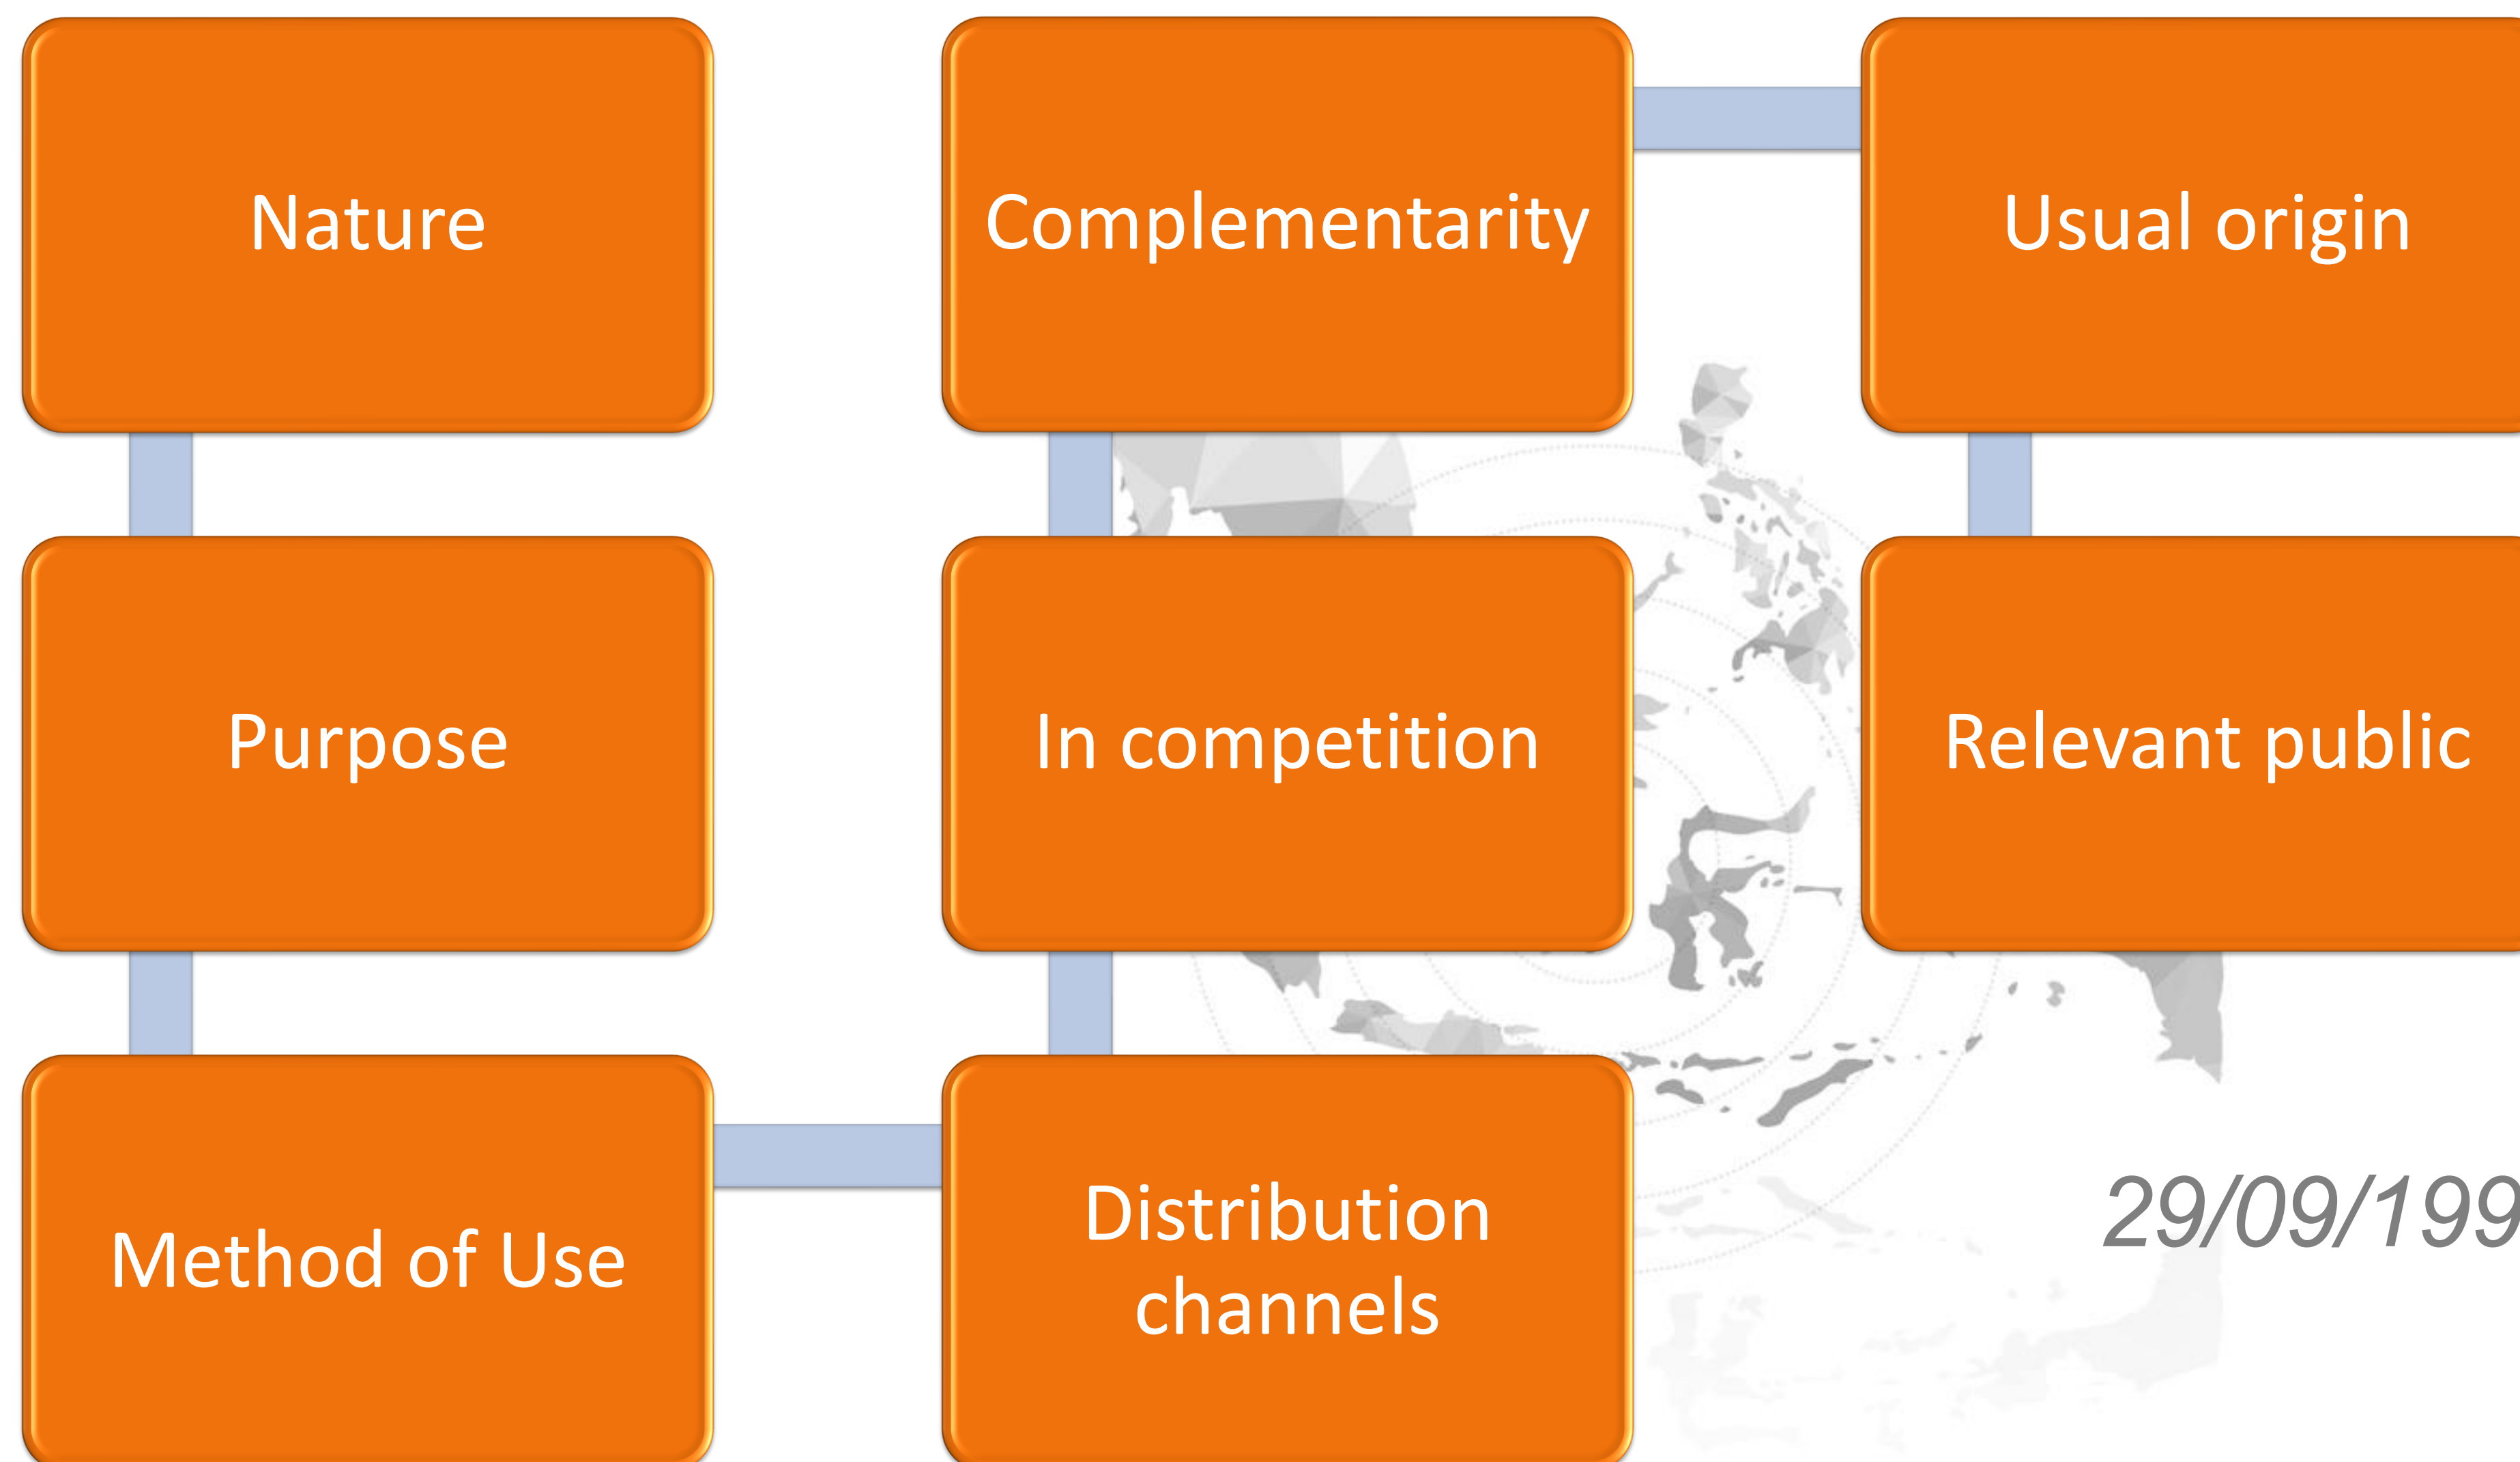 Nature
Complementarity
Usual origin
Purpose
In competition
Relevant public
Method of Use
Distribution
channels
29/09/199